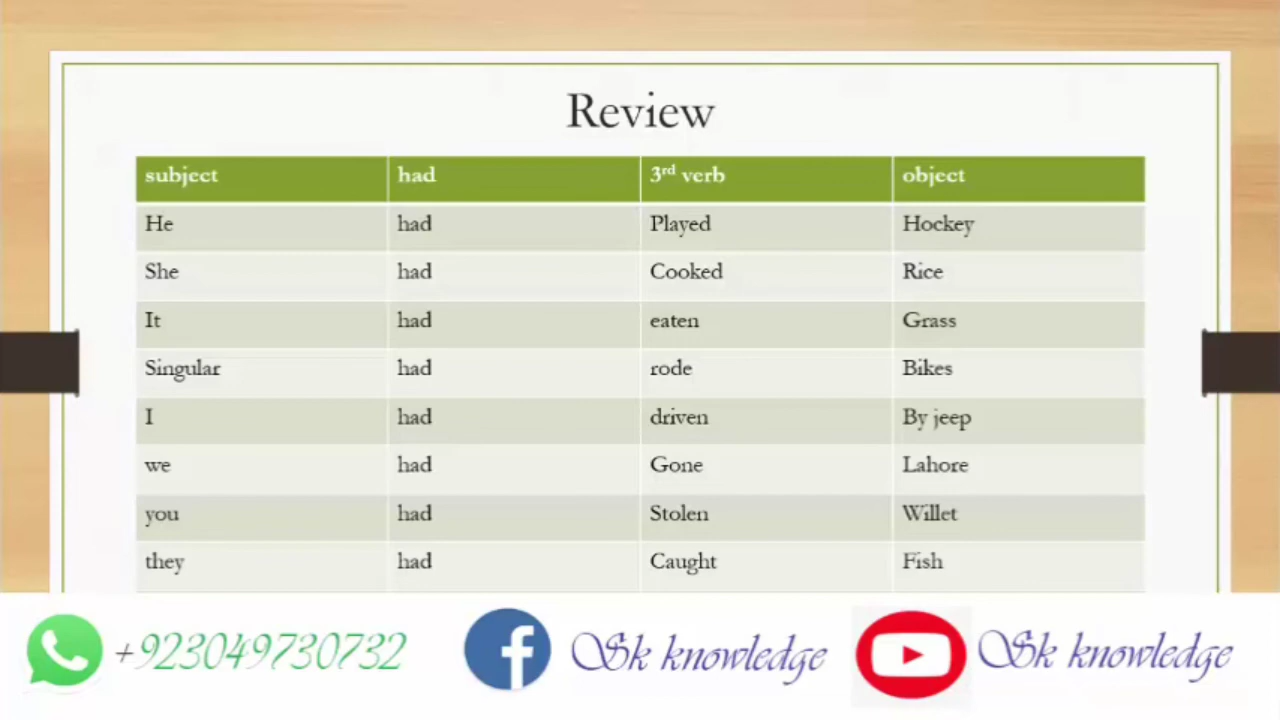 Review
subject had 3rd verb object
He had Played Hockey
She had Cooked Rice
It had eaten Grass
Singular had rode Bikes
I had driven By jeep
we had Gone Lahore
you had Stolen Willet
they had Caught Fish
+923049730732 Sk knowledge Sk knowledge